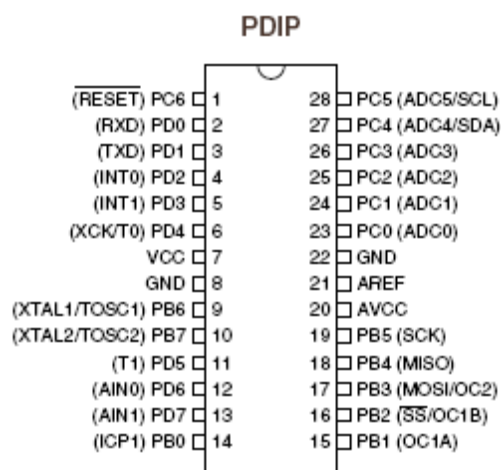 PDIP
(RESET) PC6 1 28 PC5 (ADC5/SCL)
(RXD) PD0 2 27 PC4 (ADC4/SDA)
(TXD) PD1 3 26 PC3 (ADC3)
(INT0) PD2 4 25 PC2 (ADC2)
(INT1) PD3 5 24 PC1 (ADC1)
(XCK/T0) PD4 6 23 PC0 (ADC0)
VCC 7 22 GND
GND 8 21 AREF
(XTAL1/TOSC1) PB6 9 20 AVCC
(XTAL2/TOSC2) PB7 10 19 PB5 (SCK)
(T1) PD5 11 18 PB4 (MISO)
(AIN0) PD6 12 17 PB3 (MOSI/OC2)
(AIN1) PD7 13 16 PB2 (SS/OC1B)
(ICP1) PB0 14 15 PB1 (OC1A)